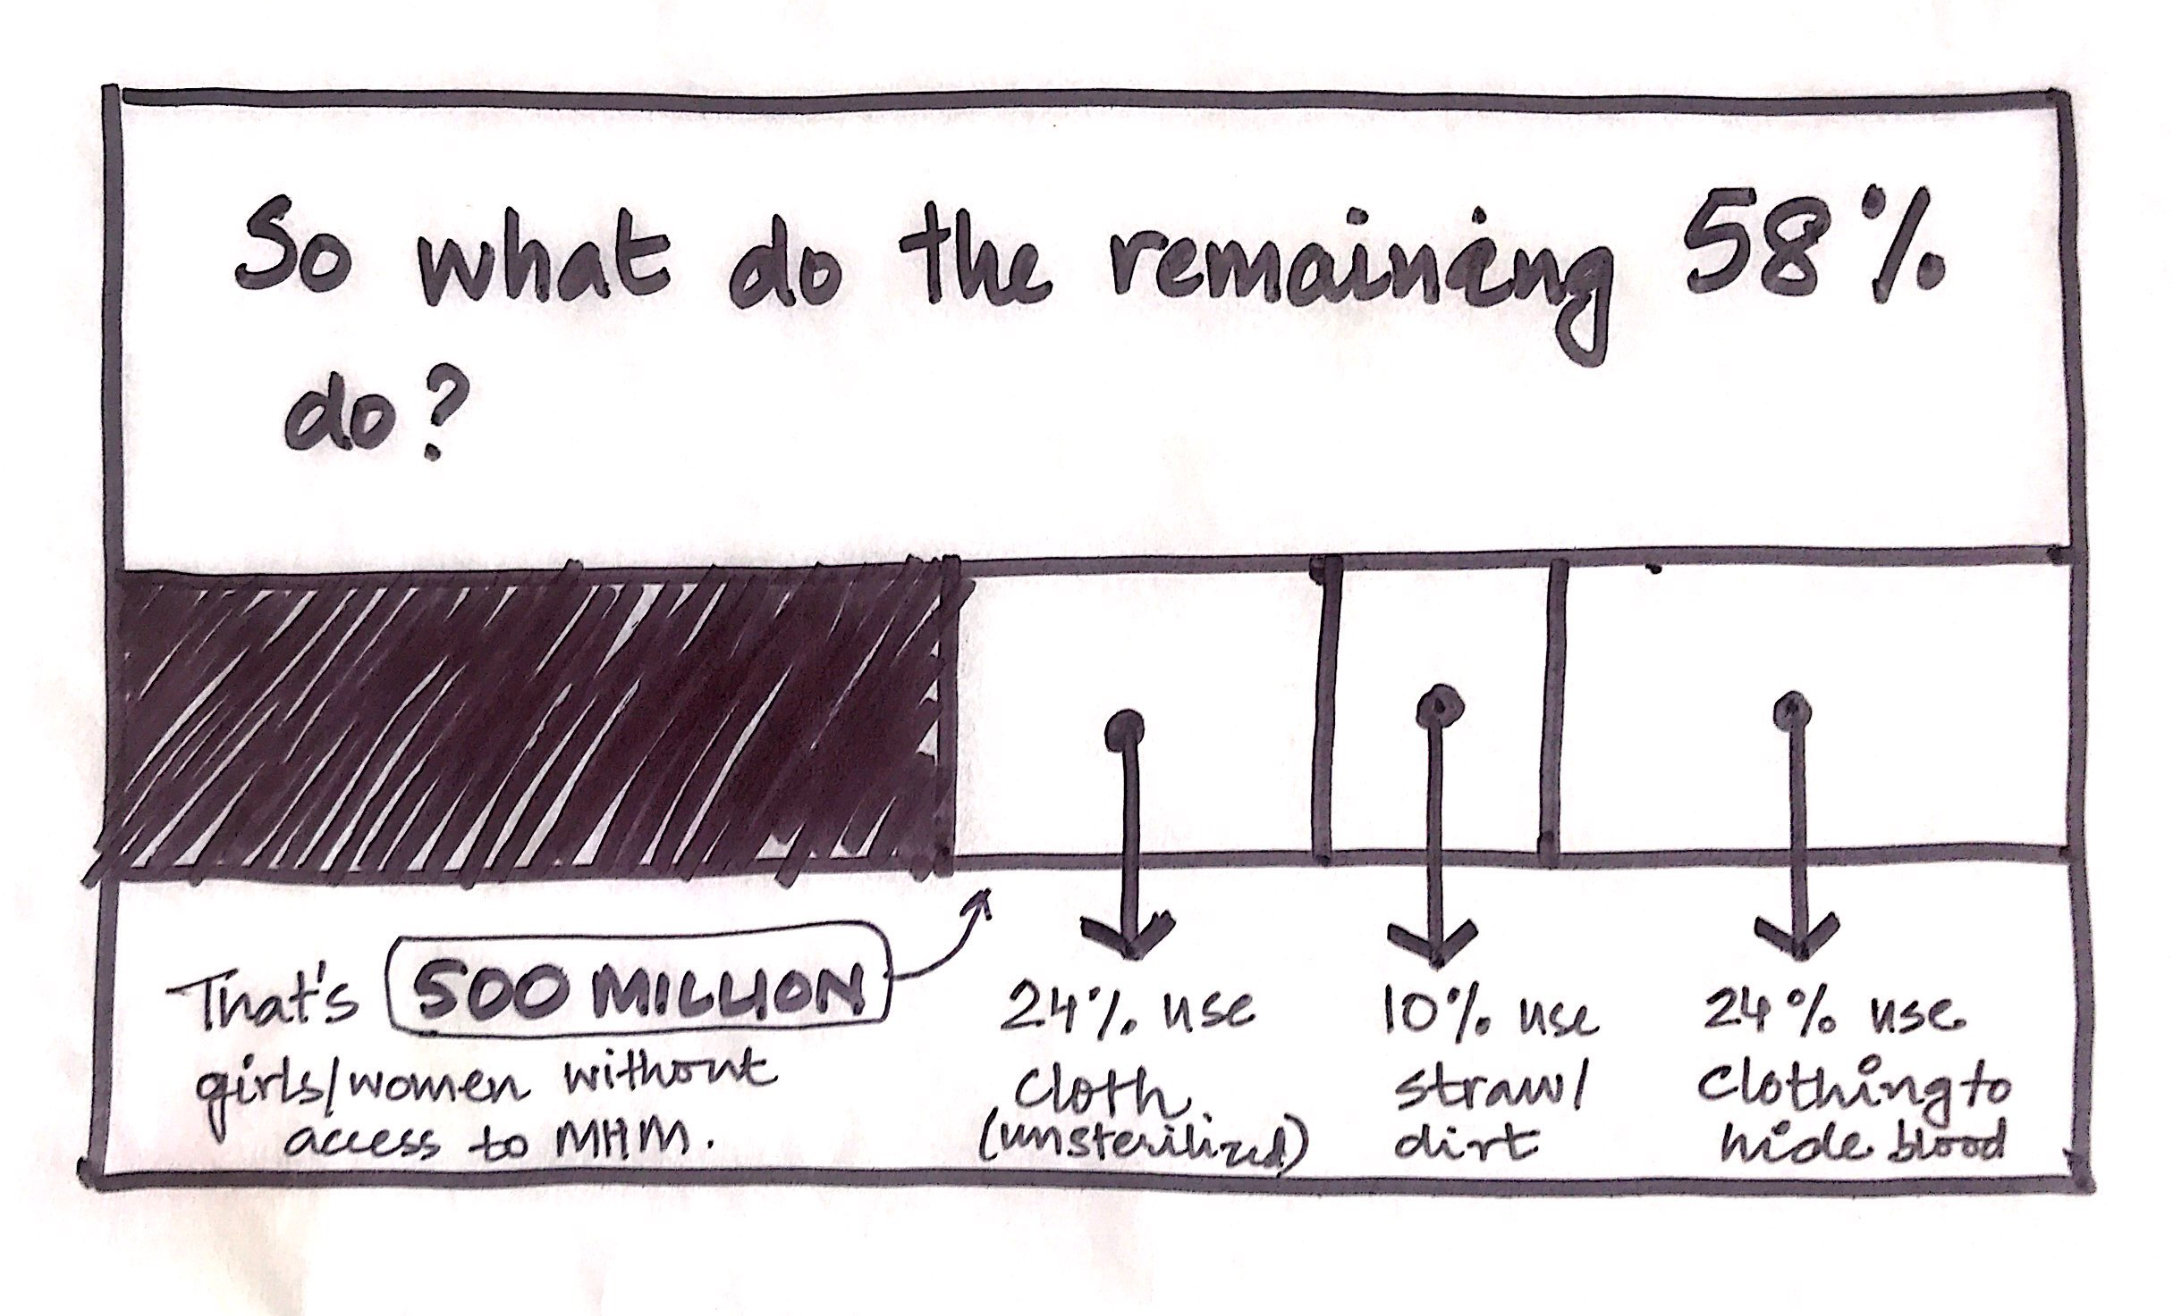 So what do the remaining 58%
do?
That's 500 MILLION
girls/women without
access to MHM.
24% use
cloth
(unsterilized)
10% use
straw/
dirt
24% use
clothing to
hide blood